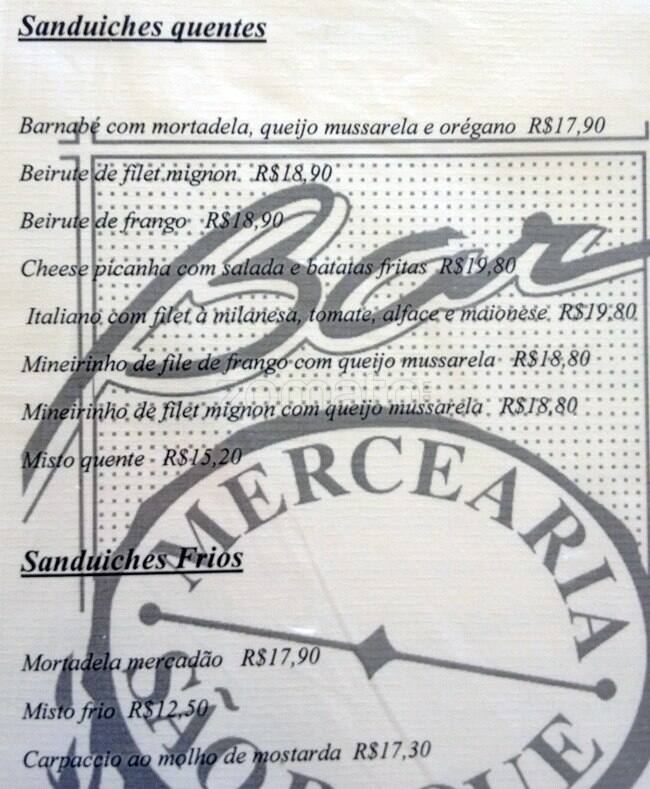 Sanduiches quentes
Barnabé com mortadela, queijo mussarela e orégano R$17,90
Beirute de filet mignon R$18,90
Beirute de frango R$18,90
Cheese picanha com salada e batatas fritas R$19,80
Italiano com filet à milanesa, tomate, alface e maionese R$19,80
Mineirinho de file de frango com queijo mussarela R$18,80
Mineirinho de filet mignon com queijo mussarela R$18,80
Misto quente R$15,20
Sanduiches Frios
Mortadela mercadão R$17,90
Misto frio R$12,50
Carpaccio ao molho de mostarda R$17,30
Bar
MERCEARIA
SÃO
zomato